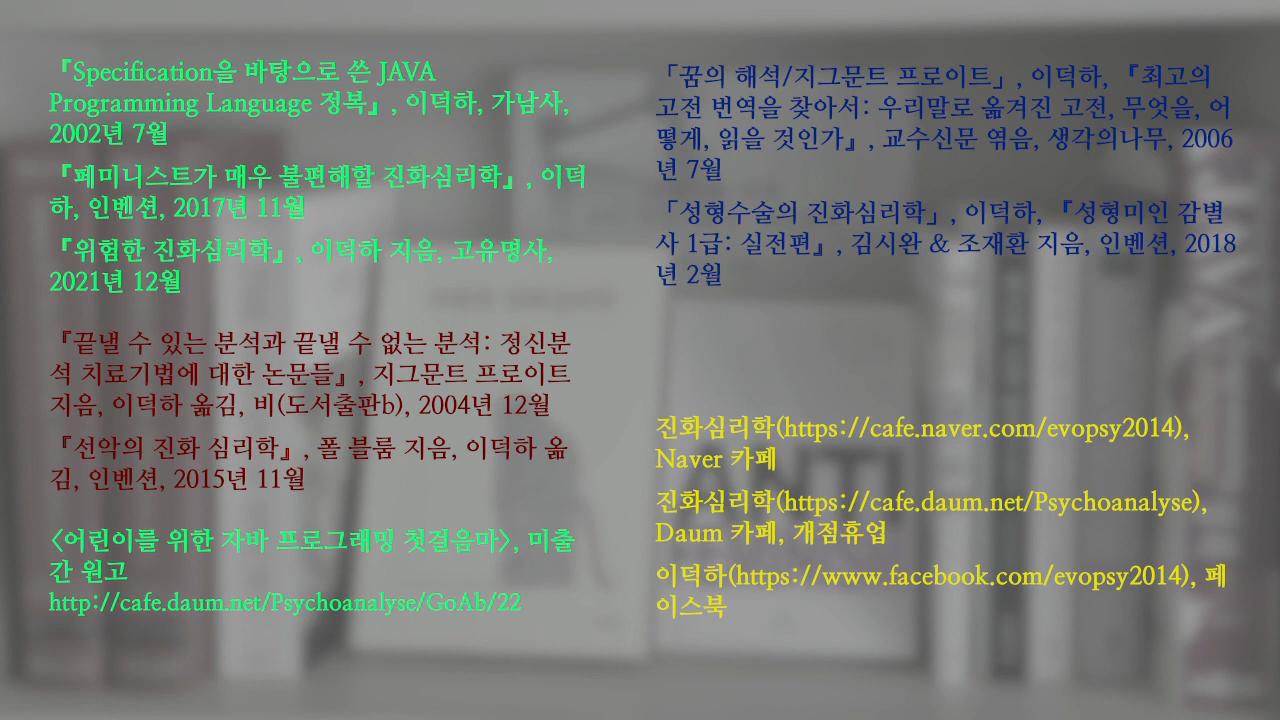 『Specification을 바탕으로 쓴 JAVA
Programming Language 정복』, 이덕하, 가남사,
2002년 7월
『페미니스트가 매우 불편해할 진화심리학』, 이덕
하, 인벤션, 2017년 11월
『위험한 진화심리학』, 이덕하 지음, 고유명사,
2021년 12월
『끝낼 수 있는 분석과 끝낼 수 없는 분석: 정신분
석 치료기법에 대한 논문들』, 지그문트 프로이트
지음, 이덕하 옮김, 비(도서출판b), 2004년 12월
『선악의 진화 심리학』, 폴 블룸 지음, 이덕하 옮
김, 인벤션, 2015년 11월
<어린이를 위한 자바 프로그래밍 첫걸음마>, 미출
간 원고
http://cafe.daum.net/Psychoanalyse/GoAb/22
「꿈의 해석/지그문트 프로이트」, 이덕하, 『최고의
고전 번역을 찾아서: 우리말로 옮겨진 고전, 무엇을, 어
떻게, 읽을 것인가』, 교수신문 엮음, 생각의나무, 2006
년 7월
「성형수술의 진화심리학」, 이덕하, 『성형미인 감별
사 1급: 실전편』, 김시완 & 조재환 지음, 인벤션, 2018
년 2월
진화심리학(https://cafe.naver.com/evopsy2014),
Naver 카페
진화심리학(https://cafe.daum.net/Psychoanalyse),
Daum 카페, 개점휴업
이덕하(https://www.facebook.com/evopsy2014), 페
이스북